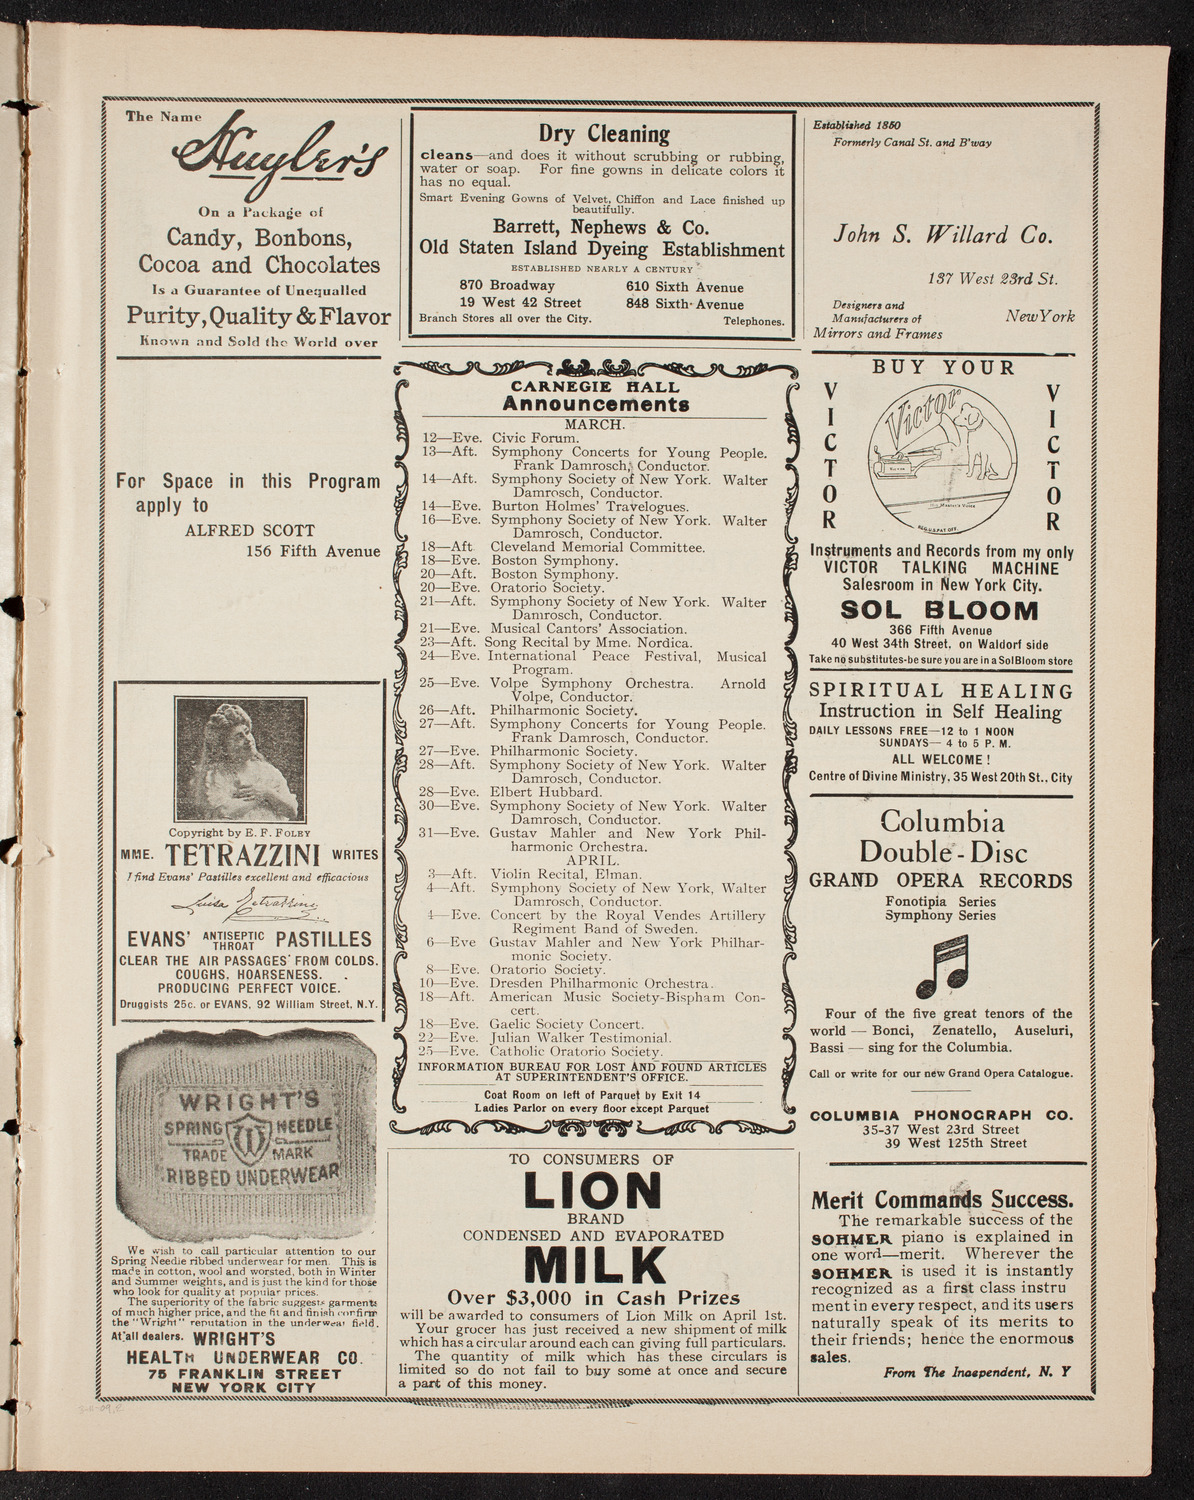 The Name
Huyler's
On a Package of
Candy, Bonbons,
Cocoa and Chocolates
Is a Guarantee of Unequalled
Purity, Quality & Flavor
Known and Sold the World over
For Space in this Program
apply to
ALFRED SCOTT
156 Fifth Avenue
Copyright by E. F. FOLEY
MME. TETRAZZINI WRITES
I find Evans' Pastilles excellent and efficacious
Luisa Tetrazzini
EVANS' ANTISEPTIC THROAT PASTILLES
CLEAR THE AIR PASSAGES FROM COLDS.
COUGHS, HOARSENESS.
PRODUCING PERFECT VOICE.
Druggists 25c. or EVANS, 92 William Street, N.Y.
WRIGHT'S
SPRING NEEDLE
TRADE MARK
RIBBED UNDERWEAR
We wish to call particular attention to our
Spring Needle ribbed underwear for men. This is
made in cotton, wool and worsted, both in Winter
and Summer weights, and is just the kind for those
who look for quality at popular prices.
The superiority of the fabric suggests garments
of much higher price, and the fit and finish confirm
the "Wright" reputation in the underwear field.
At all dealers. WRIGHT'S
HEALTH UNDERWEAR CO.
75 FRANKLIN STREET
NEW YORK CITY
Dry Cleaning
cleans—and does it without scrubbing or rubbing,
water or soap. For fine gowns in delicate colors it
has no equal.
Smart Evening Gowns of Velvet, Chiffon and Lace finished up
beautifully.
Barrett, Nephews & Co.
Old Staten Island Dyeing Establishment
ESTABLISHED NEARLY A CENTURY
870 Broadway 610 Sixth Avenue
19 West 42 Street 848 Sixth Avenue
Branch Stores all over the City. Telephones.
CARNEGIE HALL
Announcements
MARCH.
12—Eve. Civic Forum.
13—Aft. Symphony Concerts for Young People.
Frank Damrosch, Conductor.
14—Aft. Symphony Society of New York. Walter
Damrosch, Conductor.
14—Eve. Burton Holmes' Travelogues.
16—Eve. Symphony Society of New York. Walter
Damrosch, Conductor.
18—Aft Cleveland Memorial Committee.
18—Eve. Boston Symphony.
20—Aft. Boston Symphony.
20—Eve. Oratorio Society.
21—Aft. Symphony Society of New York. Walter
Damrosch, Conductor.
21—Eve. Musical Cantors' Association.
23—Aft. Song Recital by Mme. Nordica.
24—Eve. International Peace Festival, Musical
Program.
25—Eve. Volpe Symphony Orchestra. Arnold
Volpe, Conductor.
26—Aft. Philharmonic Society.
27—Aft. Symphony Concerts for Young People.
Frank Damrosch, Conductor.
27—Eve. Philharmonic Society.
28—Aft. Symphony Society of New York. Walter
Damrosch, Conductor.
28—Eve. Elbert Hubbard.
30—Eve. Symphony Society of New York. Walter
Damrosch, Conductor.
31—Eve. Gustav Mahler and New York Phil-
harmonic Orchestra.
APRIL.
3—Aft. Violin Recital, Elman.
4—Aft. Symphony Society of New York, Walter
Damrosch, Conductor.
4—Eve. Concert by the Royal Vendes Artillery
Regiment Band of Sweden.
6—Eve Gustav Mahler and New York Philhar-
monic Society.
8—Eve. Oratorio Society.
10—Eve. Dresden Philharmonic Orchestra.
18—Aft. American Music Society-Bispham Con-
cert.
18—Eve. Gaelic Society Concert.
22—Eve. Julian Walker Testimonial.
25—Eve. Catholic Oratorio Society.
INFORMATION BUREAU FOR LOST AND FOUND ARTICLES
AT SUPERINTENDENT'S OFFICE.
Coat Room on left of Parquet by Exit 14
Ladies Parlor on every floor except Parquet
TO CONSUMERS OF
LION
BRAND
CONDENSED AND EVAPORATED
MILK
Over $3,000 in Cash Prizes
will be awarded to consumers of Lion Milk on April 1st.
Your grocer has just received a new shipment of milk
which has a circular around each can giving full particulars.
The quantity of milk which has these circulars is
limited so do not fail to buy some at once and secure
a part of this money.
Established 1850
Formerly Canal St. and B'way
John S. Willard Co.
137 West 23rd St.
Designers and
Manufacturers of New York
Mirrors and Frames
BUY YOUR
VICTOR
Victor
VICTOR
His Master's Voice
REG. U.S. PAT. OFF.
Instruments and Records from my only
VICTOR TALKING MACHINE
Salesroom in New York City.
SOL BLOOM
366 Fifth Avenue
40 West 34th Street, on Waldorf side
Take no substitutes-be sure you are in a Sol Bloom store
SPIRITUAL HEALING
Instruction in Self Healing
DAILY LESSONS FREE—12 to 1 NOON
SUNDAYS—4 to 5 P. M.
ALL WELCOME!
Centre of Divine Ministry, 35 West 20th St., City
Columbia
Double-Disc
GRAND OPERA RECORDS
Fonotipia Series
Symphony Series
Four of the five great tenors of the
world — Bonci, Zenatello, Auseluri,
Bassi — sing for the Columbia.
Call or write for our new Grand Opera Catalogue.
COLUMBIA PHONOGRAPH CO.
35-37 West 23rd Street
39 West 125th Street
Merit Commands Success.
The remarkable success of the
SOHMER piano is explained in
one word—merit. Wherever the
SOHMER is used it is instantly
recognized as a first class instru
ment in every respect, and its users
naturally speak of its merits to
their friends; hence the enormous
sales.
From The Independent, N. Y